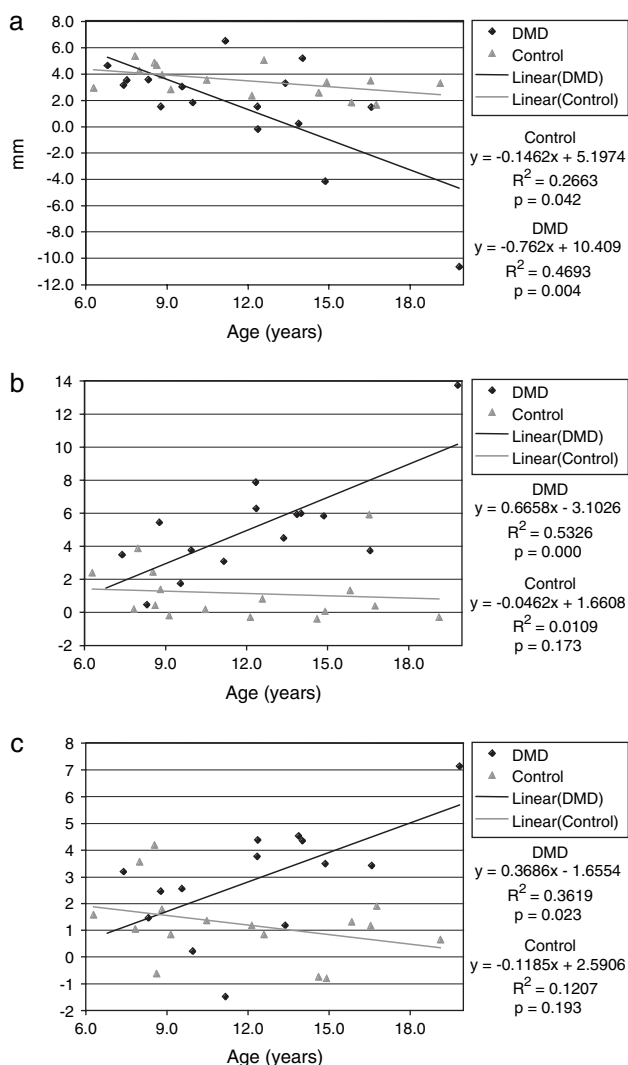 a
8.0
6.0
4.0
2.0
0.0
-2.0
-4.0
-6.0
-8.0
-10.0
-12.0
mm
6.0 9.0 12.0 15.0 18.0
Age (years)
DMD
Control
Linear(DMD)
Linear(Control)
Control
y = -0.1462x + 5.1974
R² = 0.2663
p = 0.042
DMD
y = -0.762x + 10.409
R² = 0.4693
p = 0.004
b
14
12
10
8
6
4
2
0
-2
6.0 9.0 12.0 15.0 18.0
Age (years)
DMD
Control
Linear(DMD)
Linear(Control)
DMD
y = 0.6658x - 3.1026
R² = 0.5326
p = 0.000
Control
y = -0.0462x + 1.6608
R² = 0.0109
p = 0.173
c
8
7
6
5
4
3
2
1
0
-1
-2
6.0 9.0 12.0 15.0 18.0
Age (years)
DMD
Control
Linear(DMD)
Linear(Control)
DMD
y = 0.3686x - 1.6554
R² = 0.3619
p = 0.023
Control
y = -0.1185x + 2.5906
R² = 0.1207
p = 0.193